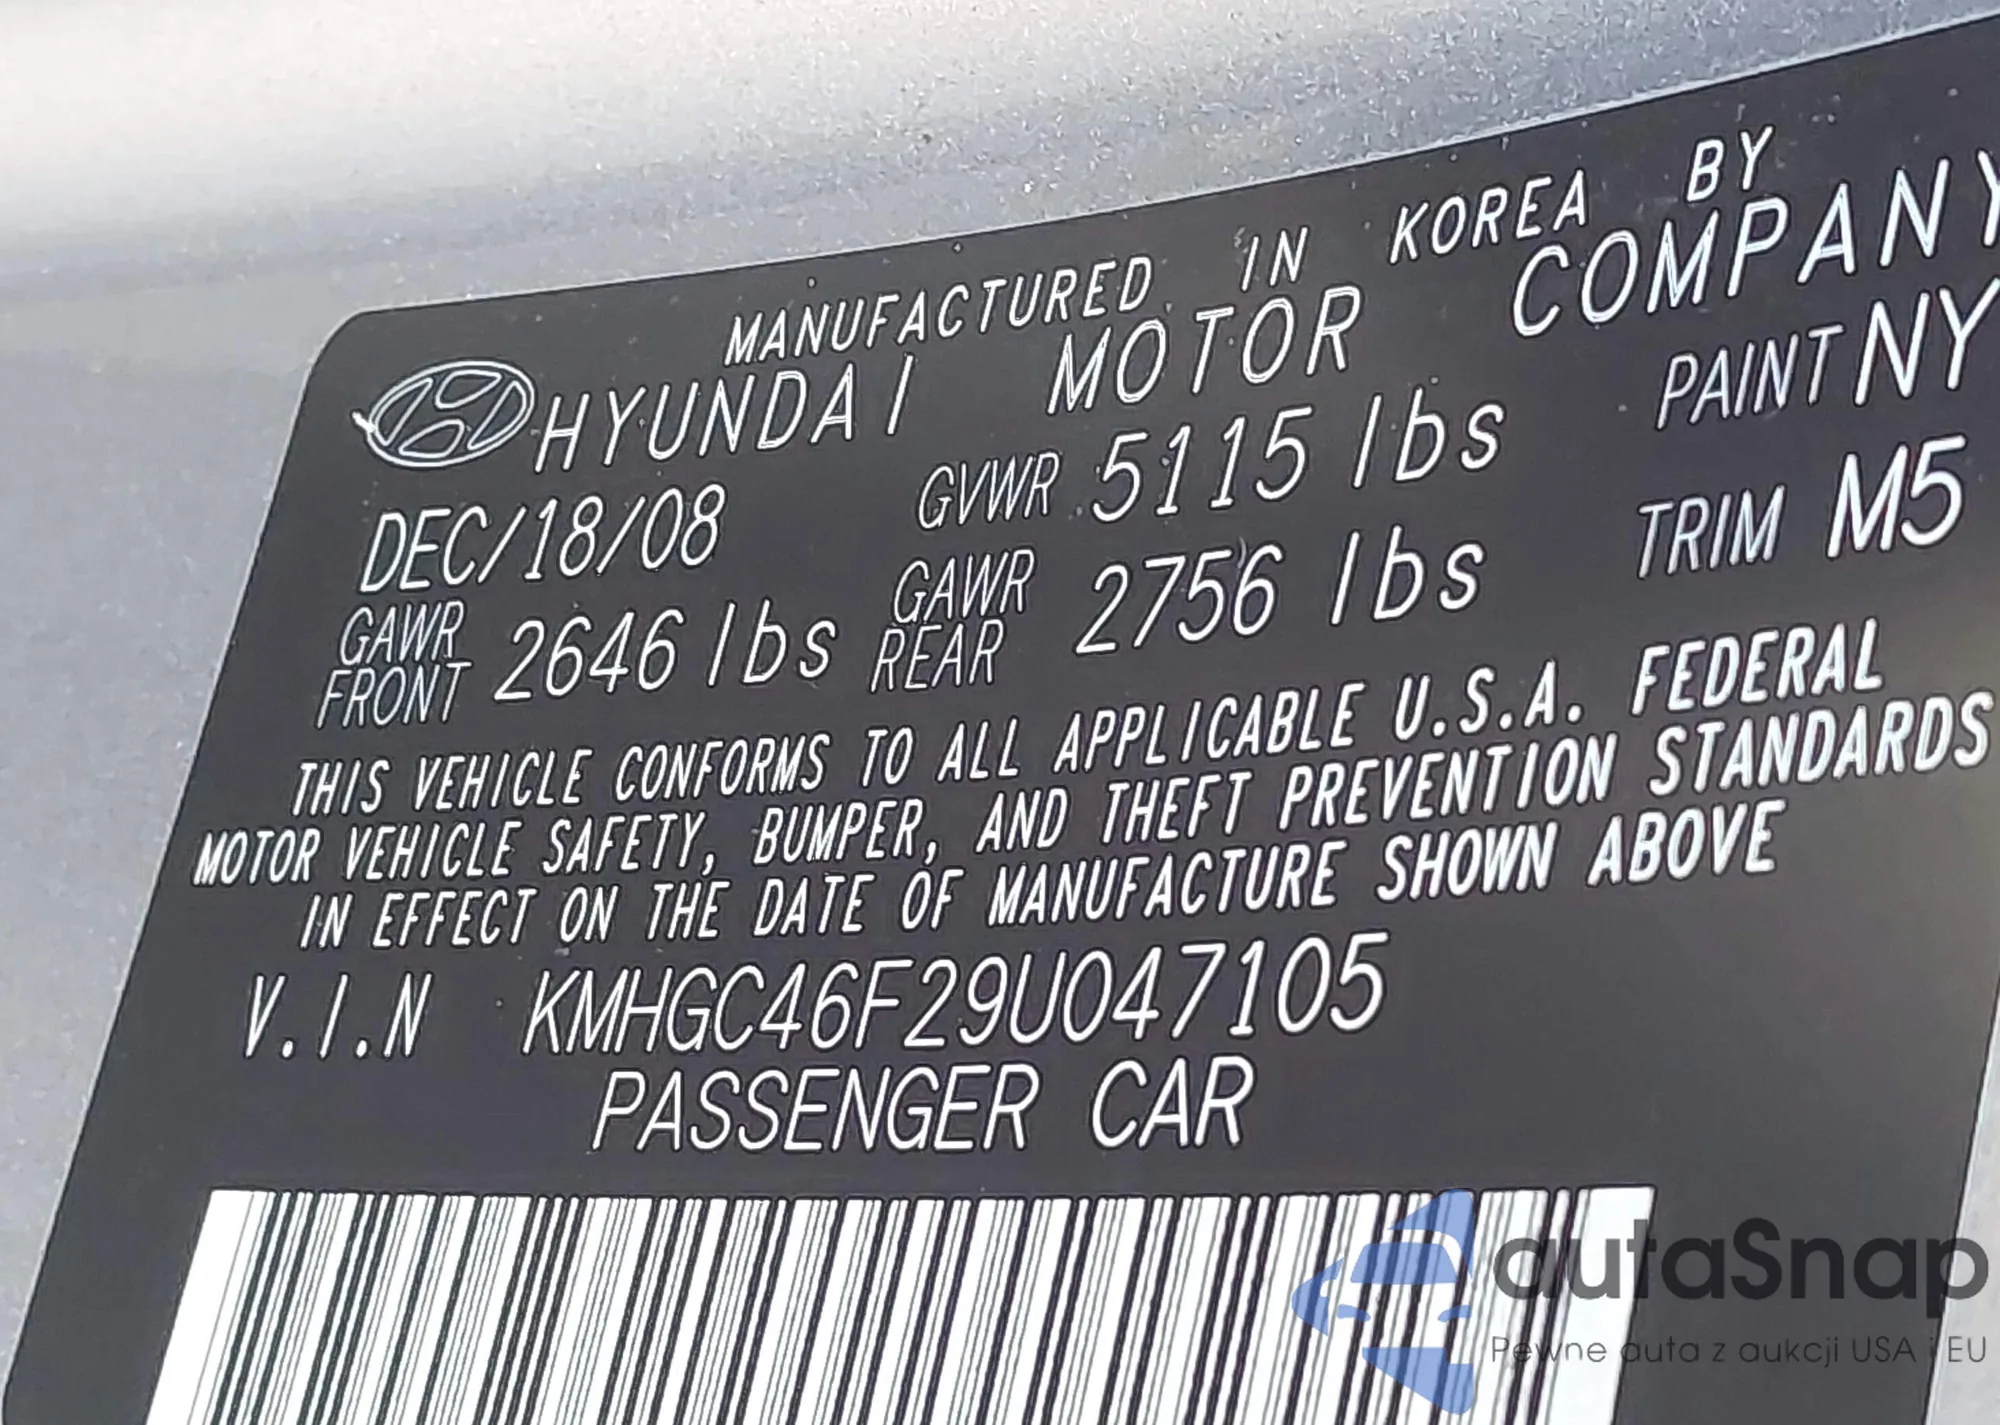 MANUFACTURED IN KOREA BY
HYUNDAI MOTOR COMPANY
DEC/18/08 GVWR 5115 lbs PAINT NY
GAWR FRONT 2646 lbs GAWR REAR 2756 lbs TRIM M5
THIS VEHICLE CONFORMS TO ALL APPLICABLE U.S.A. FEDERAL
MOTOR VEHICLE SAFETY, BUMPER, AND THEFT PREVENTION STANDARDS
IN EFFECT ON THE DATE OF MANUFACTURE SHOWN ABOVE
V.I.N KMHGC46F29U047105
PASSENGER CAR
autaSnap
Pewne auta z aukcji USA i EU